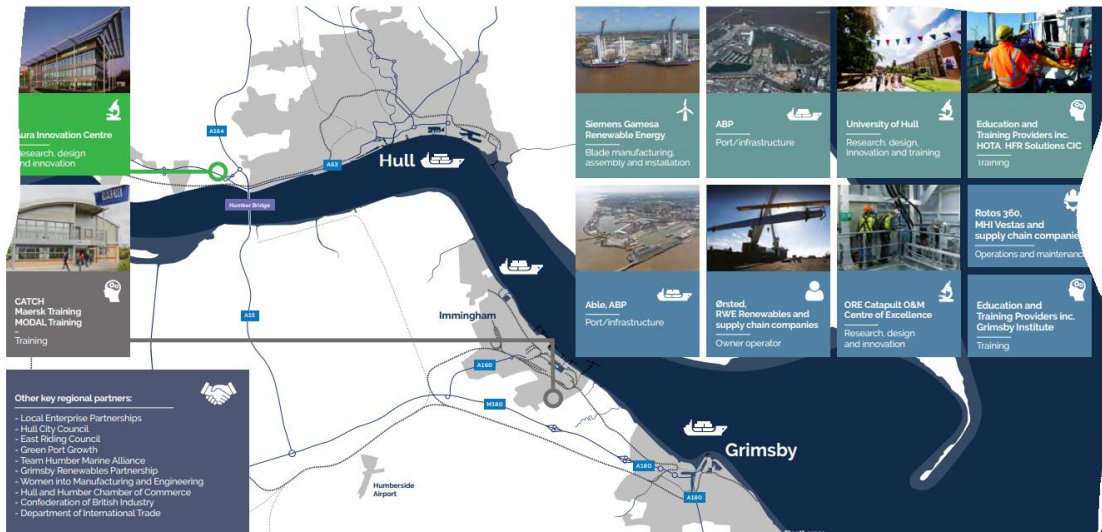 Aura Innovation Centre
Research, design
and innovation
CATCH
CATCH
Maersk Training
MODAL Training
–
Training
Other key regional partners:
- Local Enterprise Partnerships
- Hull City Council
- East Riding Council
- Green Port Growth
- Team Humber Marine Alliance
- Grimsby Renewables Partnership
- Women into Manufacturing and Engineering
- Hull and Humber Chamber of Commerce
- Confederation of British Industry
- Department of International Trade
A164
A63
Hull
Humber Bridge
A15
Immingham
A160
M180
Humberside
Airport
Grimsby
A180
A180
Siemens Gamesa
Renewable Energy
Blade manufacturing,
assembly and installation
ABP
Port/infrastructure
University of Hull
Research, design,
innovation and training
Education and
Training Providers inc.
HOTA, HFR Solutions CIC
Training
Able, ABP
Port/infrastructure
Ørsted,
RWE Renewables and
supply chain companies
Owner operator
ORE Catapult O&M
Centre of Excellence
Research, design
and innovation
Rotos 360,
MHI Vestas and
supply chain companies
Operations and maintenance
Education and
Training Providers inc.
Grimsby Institute
Training